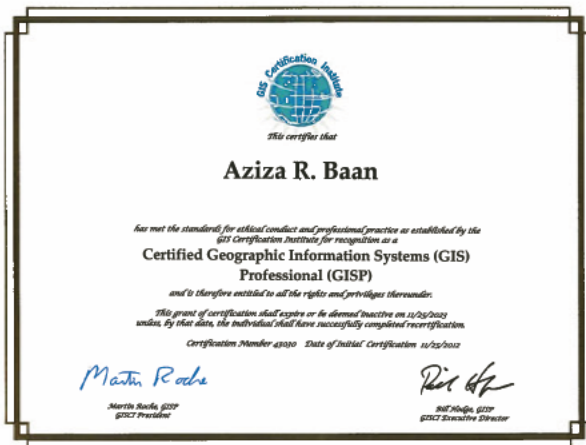 GIS Certification Institute
This certifies that
Aziza R. Baan
has met the standards for ethical conduct and professional practice as established by the
GIS Certification Institute for recognition as a
Certified Geographic Information Systems (GIS)
Professional (GISP)
and is therefore entitled to all the rights and privileges thereunder.
This grant of certification shall expire or be deemed inactive on 11/25/2023
unless, by that date, the individual shall have successfully completed recertification.
Certification Number 43030 Date of Initial Certification 11/25/2012
Martin Roche
Martin Roche, GISP
GISCI President
Bill Hodge, GISP
GISCI Executive Director